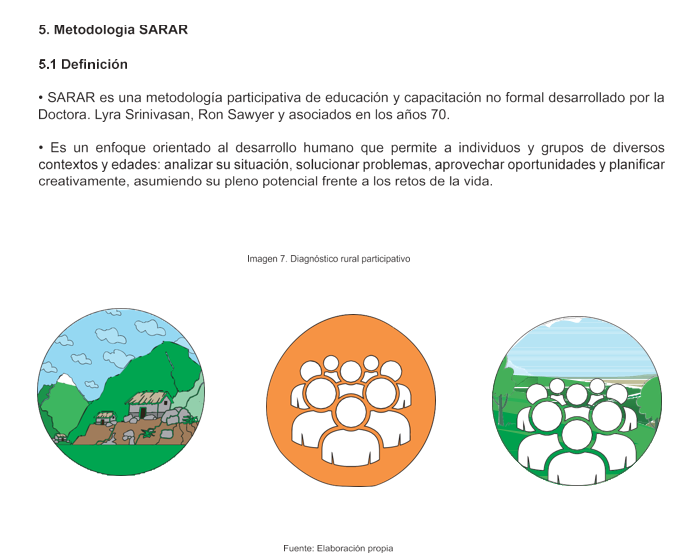 5. Metodología SARAR
5.1 Definición
• SARAR es una metodología participativa de educación y capacitación no formal desarrollado por la
Doctora. Lyra Srinivasan, Ron Sawyer y asociados en los años 70.
• Es un enfoque orientado al desarrollo humano que permite a individuos y grupos de diversos
contextos y edades: analizar su situación, solucionar problemas, aprovechar oportunidades y planificar
creativamente, asumiendo su pleno potencial frente a los retos de la vida.
Imagen 7. Diagnóstico rural participativo
Fuente: Elaboración propia